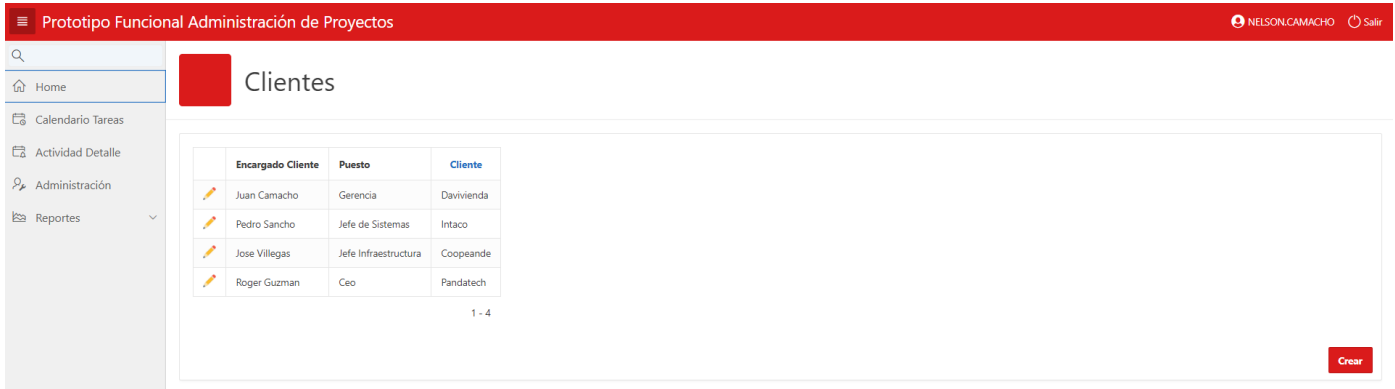 Prototipo Funcional Administración de Proyectos
NELSON.CAMACHO Salir
Home
Calendario Tareas
Actividad Detalle
Administración
Reportes
Clientes
Encargado Cliente Puesto Cliente
Juan Camacho Gerencia Davivienda
Pedro Sancho Jefe de Sistemas Intaco
Jose Villegas Jefe Infraestructura Coopeande
Roger Guzman Ceo Pandatech
1 - 4
Crear